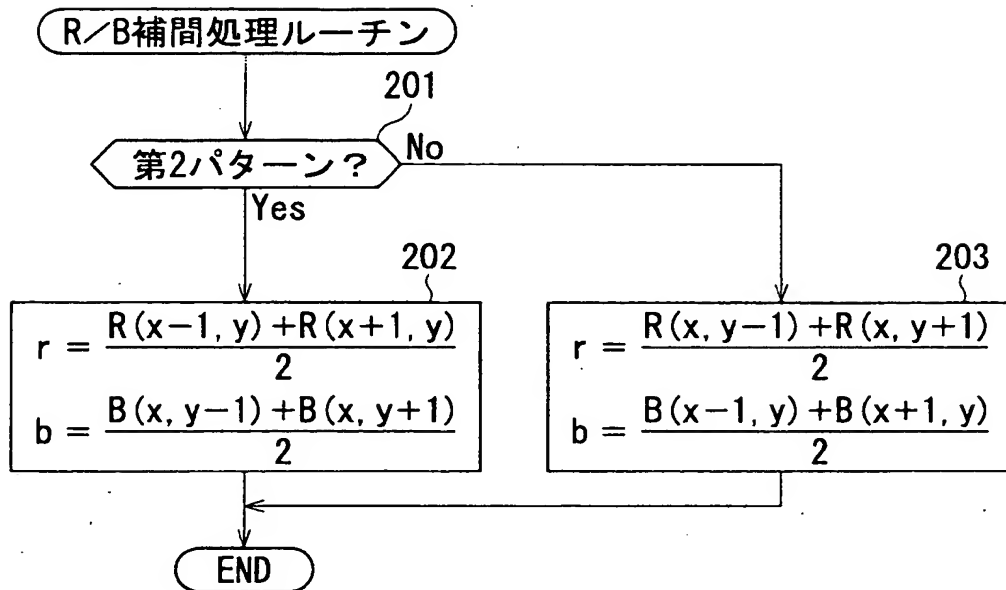 R/B補間処理ルーチン
201
第2パターン?
No
Yes
202
r = R(x−1, y)+R(x+1, y) / 2
b = B(x, y−1)+B(x, y+1) / 2
203
r = R(x, y−1)+R(x, y+1) / 2
b = B(x−1, y)+B(x+1, y) / 2
END